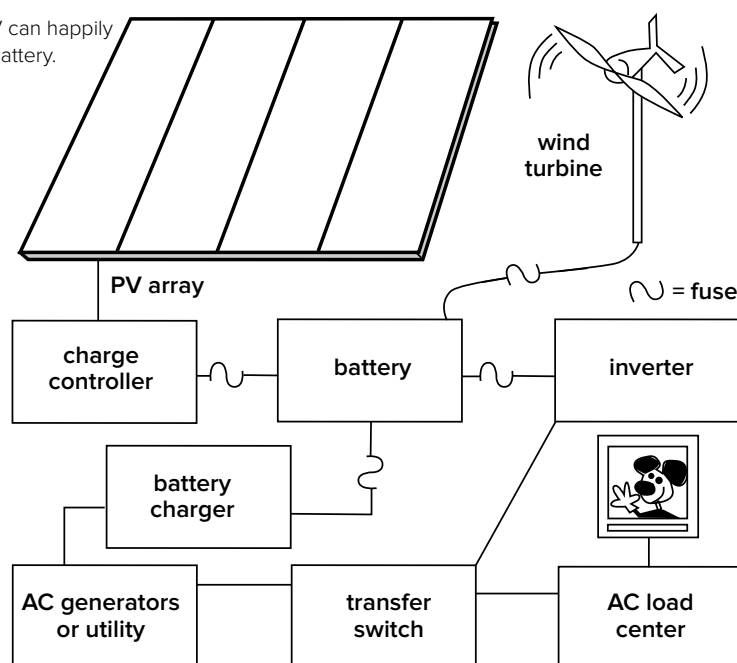 can happily
attery.
wind
turbine
PV array
= fuse
charge
controller
battery
inverter
battery
charger
AC generators
or utility
transfer
switch
AC load
center